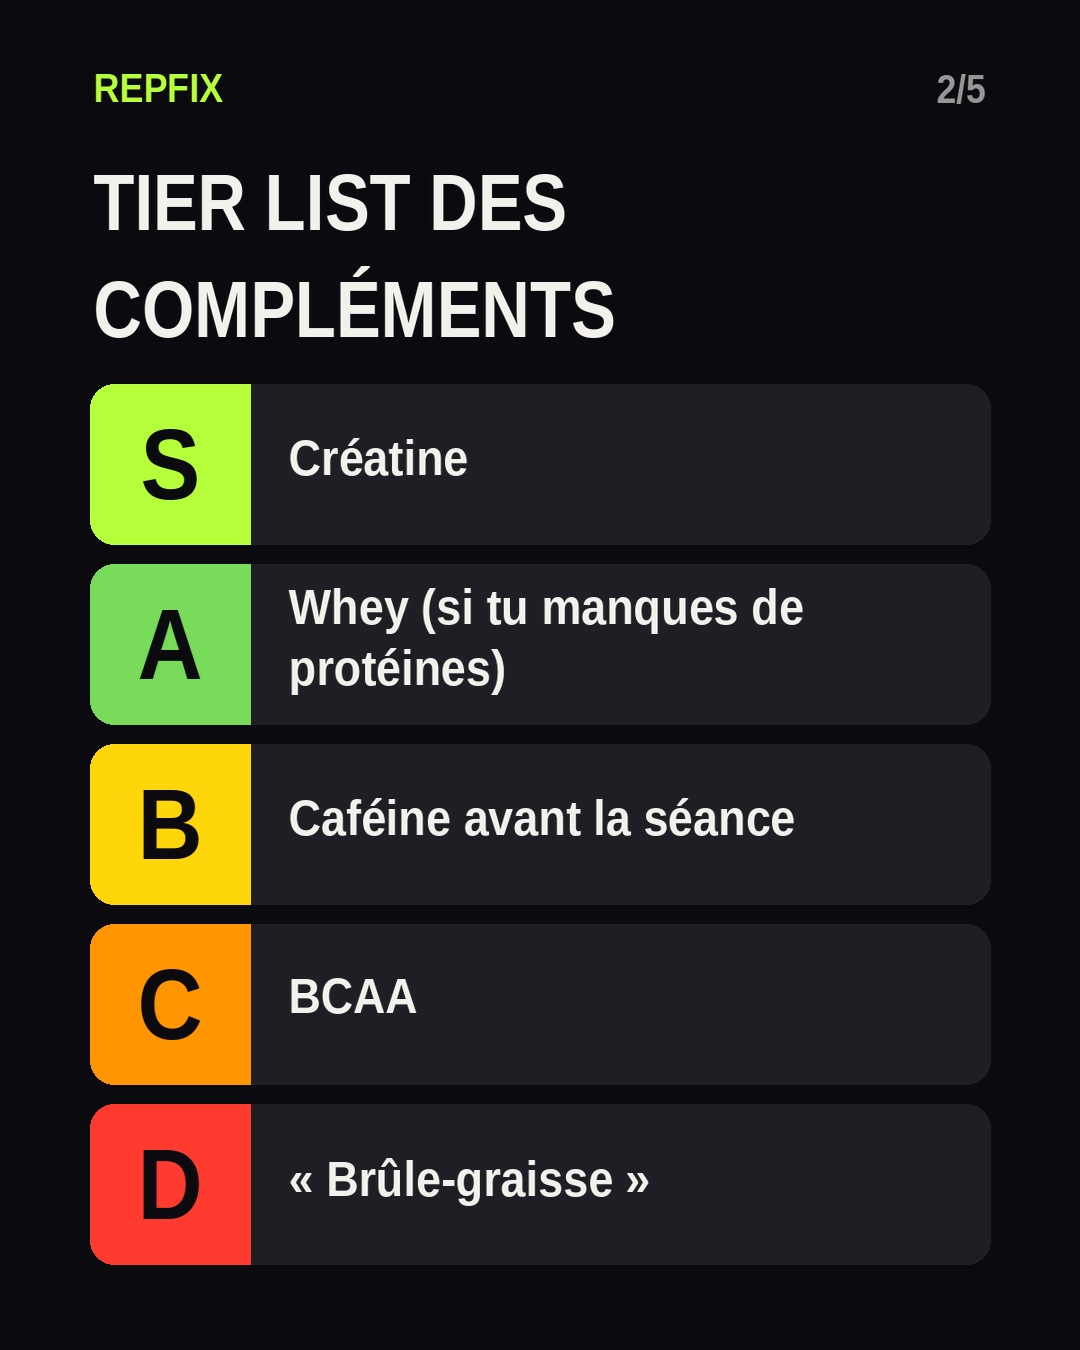 REPFIX
2/5
TIER LIST DES
COMPLÉMENTS
S
Créatine
A
Whey (si tu manques de
protéines)
B
Caféine avant la séance
C
BCAA
D
« Brûle-graisse »